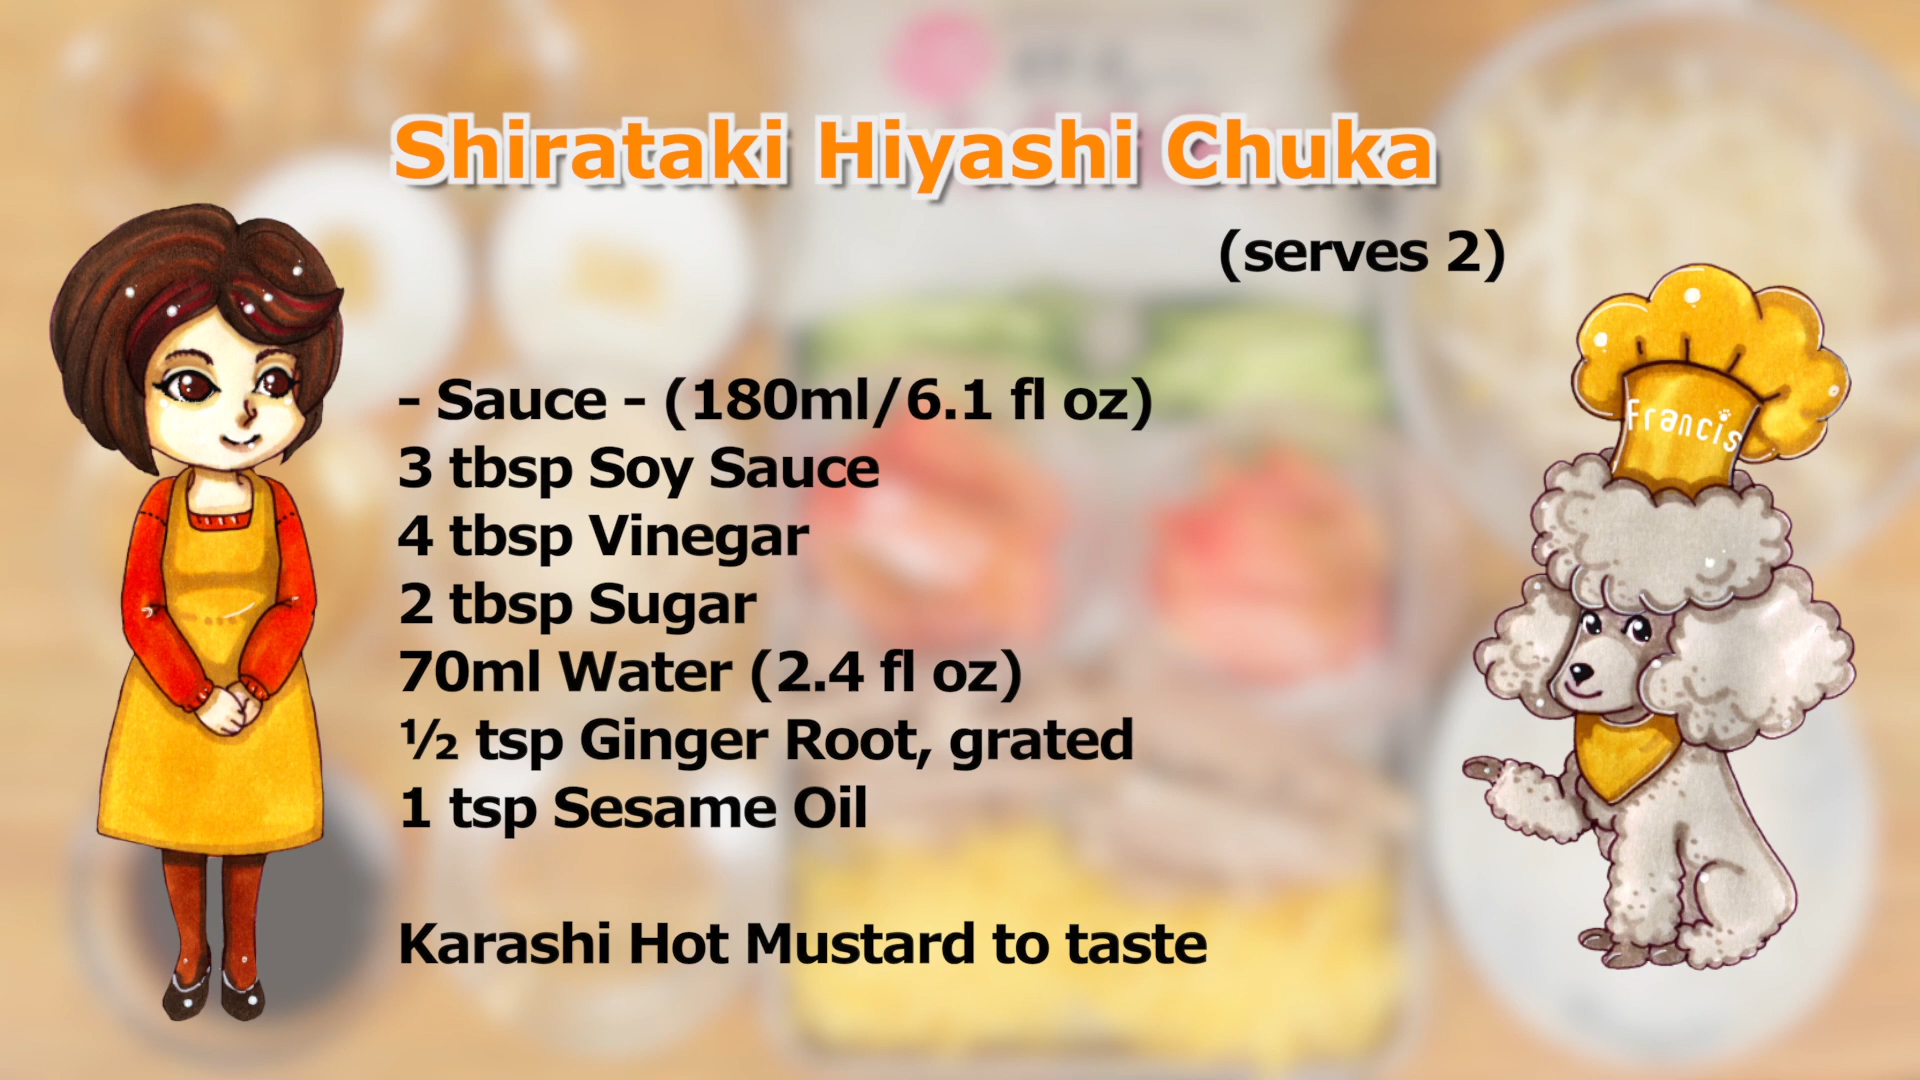 Shirataki Hiyashi Chuka
(serves 2)
- Sauce - (180ml/6.1 fl oz)
3 tbsp Soy Sauce
4 tbsp Vinegar
2 tbsp Sugar
70ml Water (2.4 fl oz)
½ tsp Ginger Root, grated
1 tsp Sesame Oil
Karashi Hot Mustard to taste
Francis